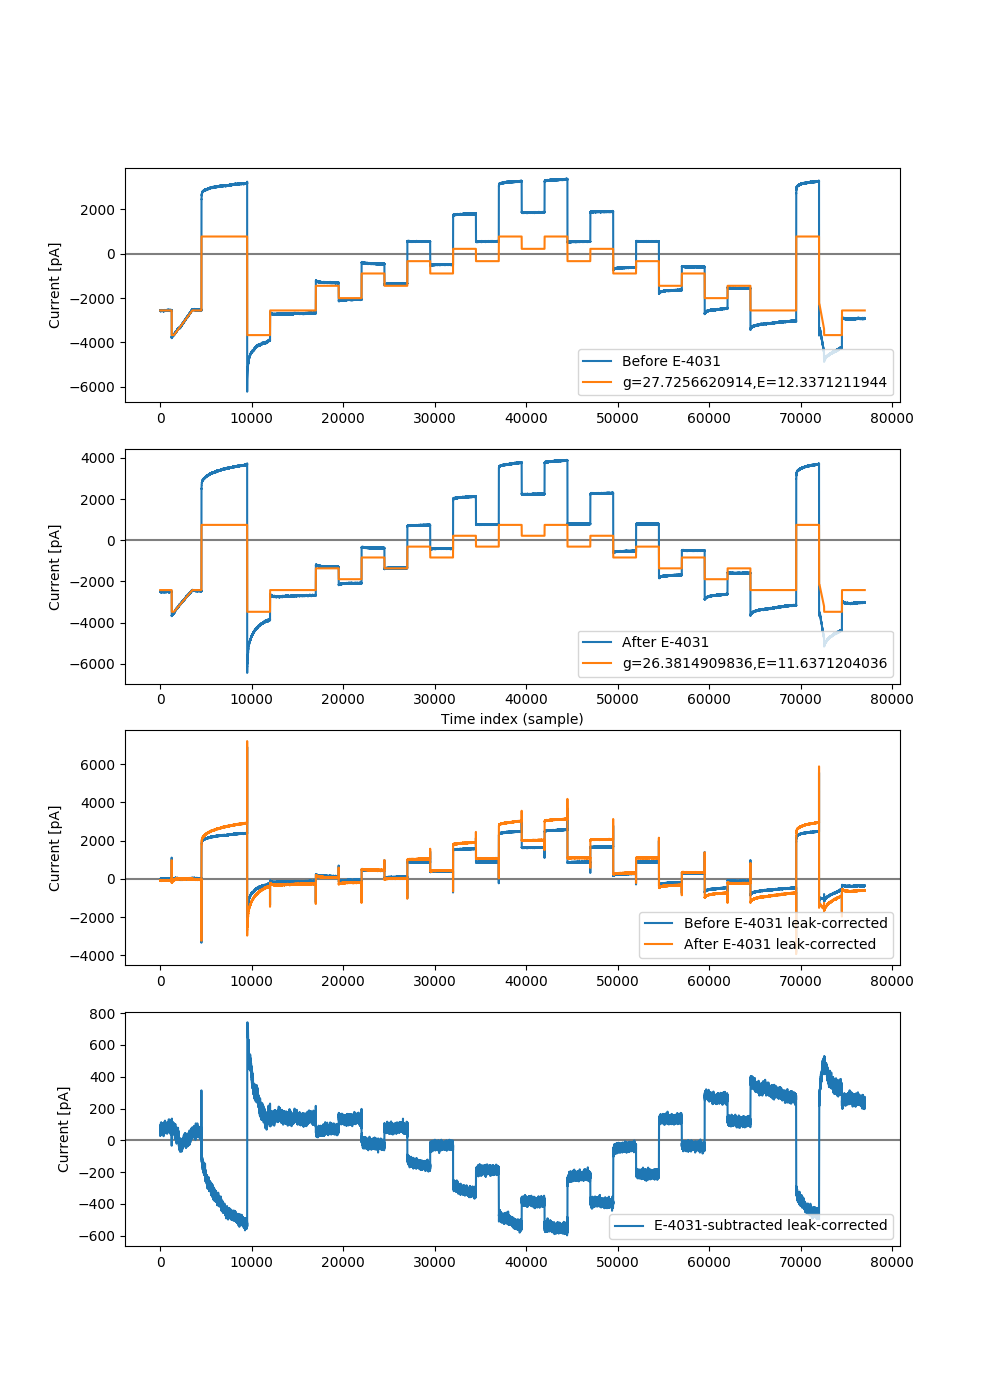 2000
0
−2000
−4000
−6000
Current [pA]
Before E-4031
g=27.7256620914,E=12.3371211944
0 10000 20000 30000 40000 50000 60000 70000 80000
4000
2000
0
−2000
−4000
−6000
Current [pA]
After E-4031
g=26.3814909836,E=11.6371204036
0 10000 20000 30000 40000 50000 60000 70000 80000
Time index (sample)
6000
4000
2000
0
−2000
−4000
Current [pA]
Before E-4031 leak-corrected
After E-4031 leak-corrected
0 10000 20000 30000 40000 50000 60000 70000 80000
800
600
400
200
0
−200
−400
−600
Current [pA]
E-4031-subtracted leak-corrected
0 10000 20000 30000 40000 50000 60000 70000 80000